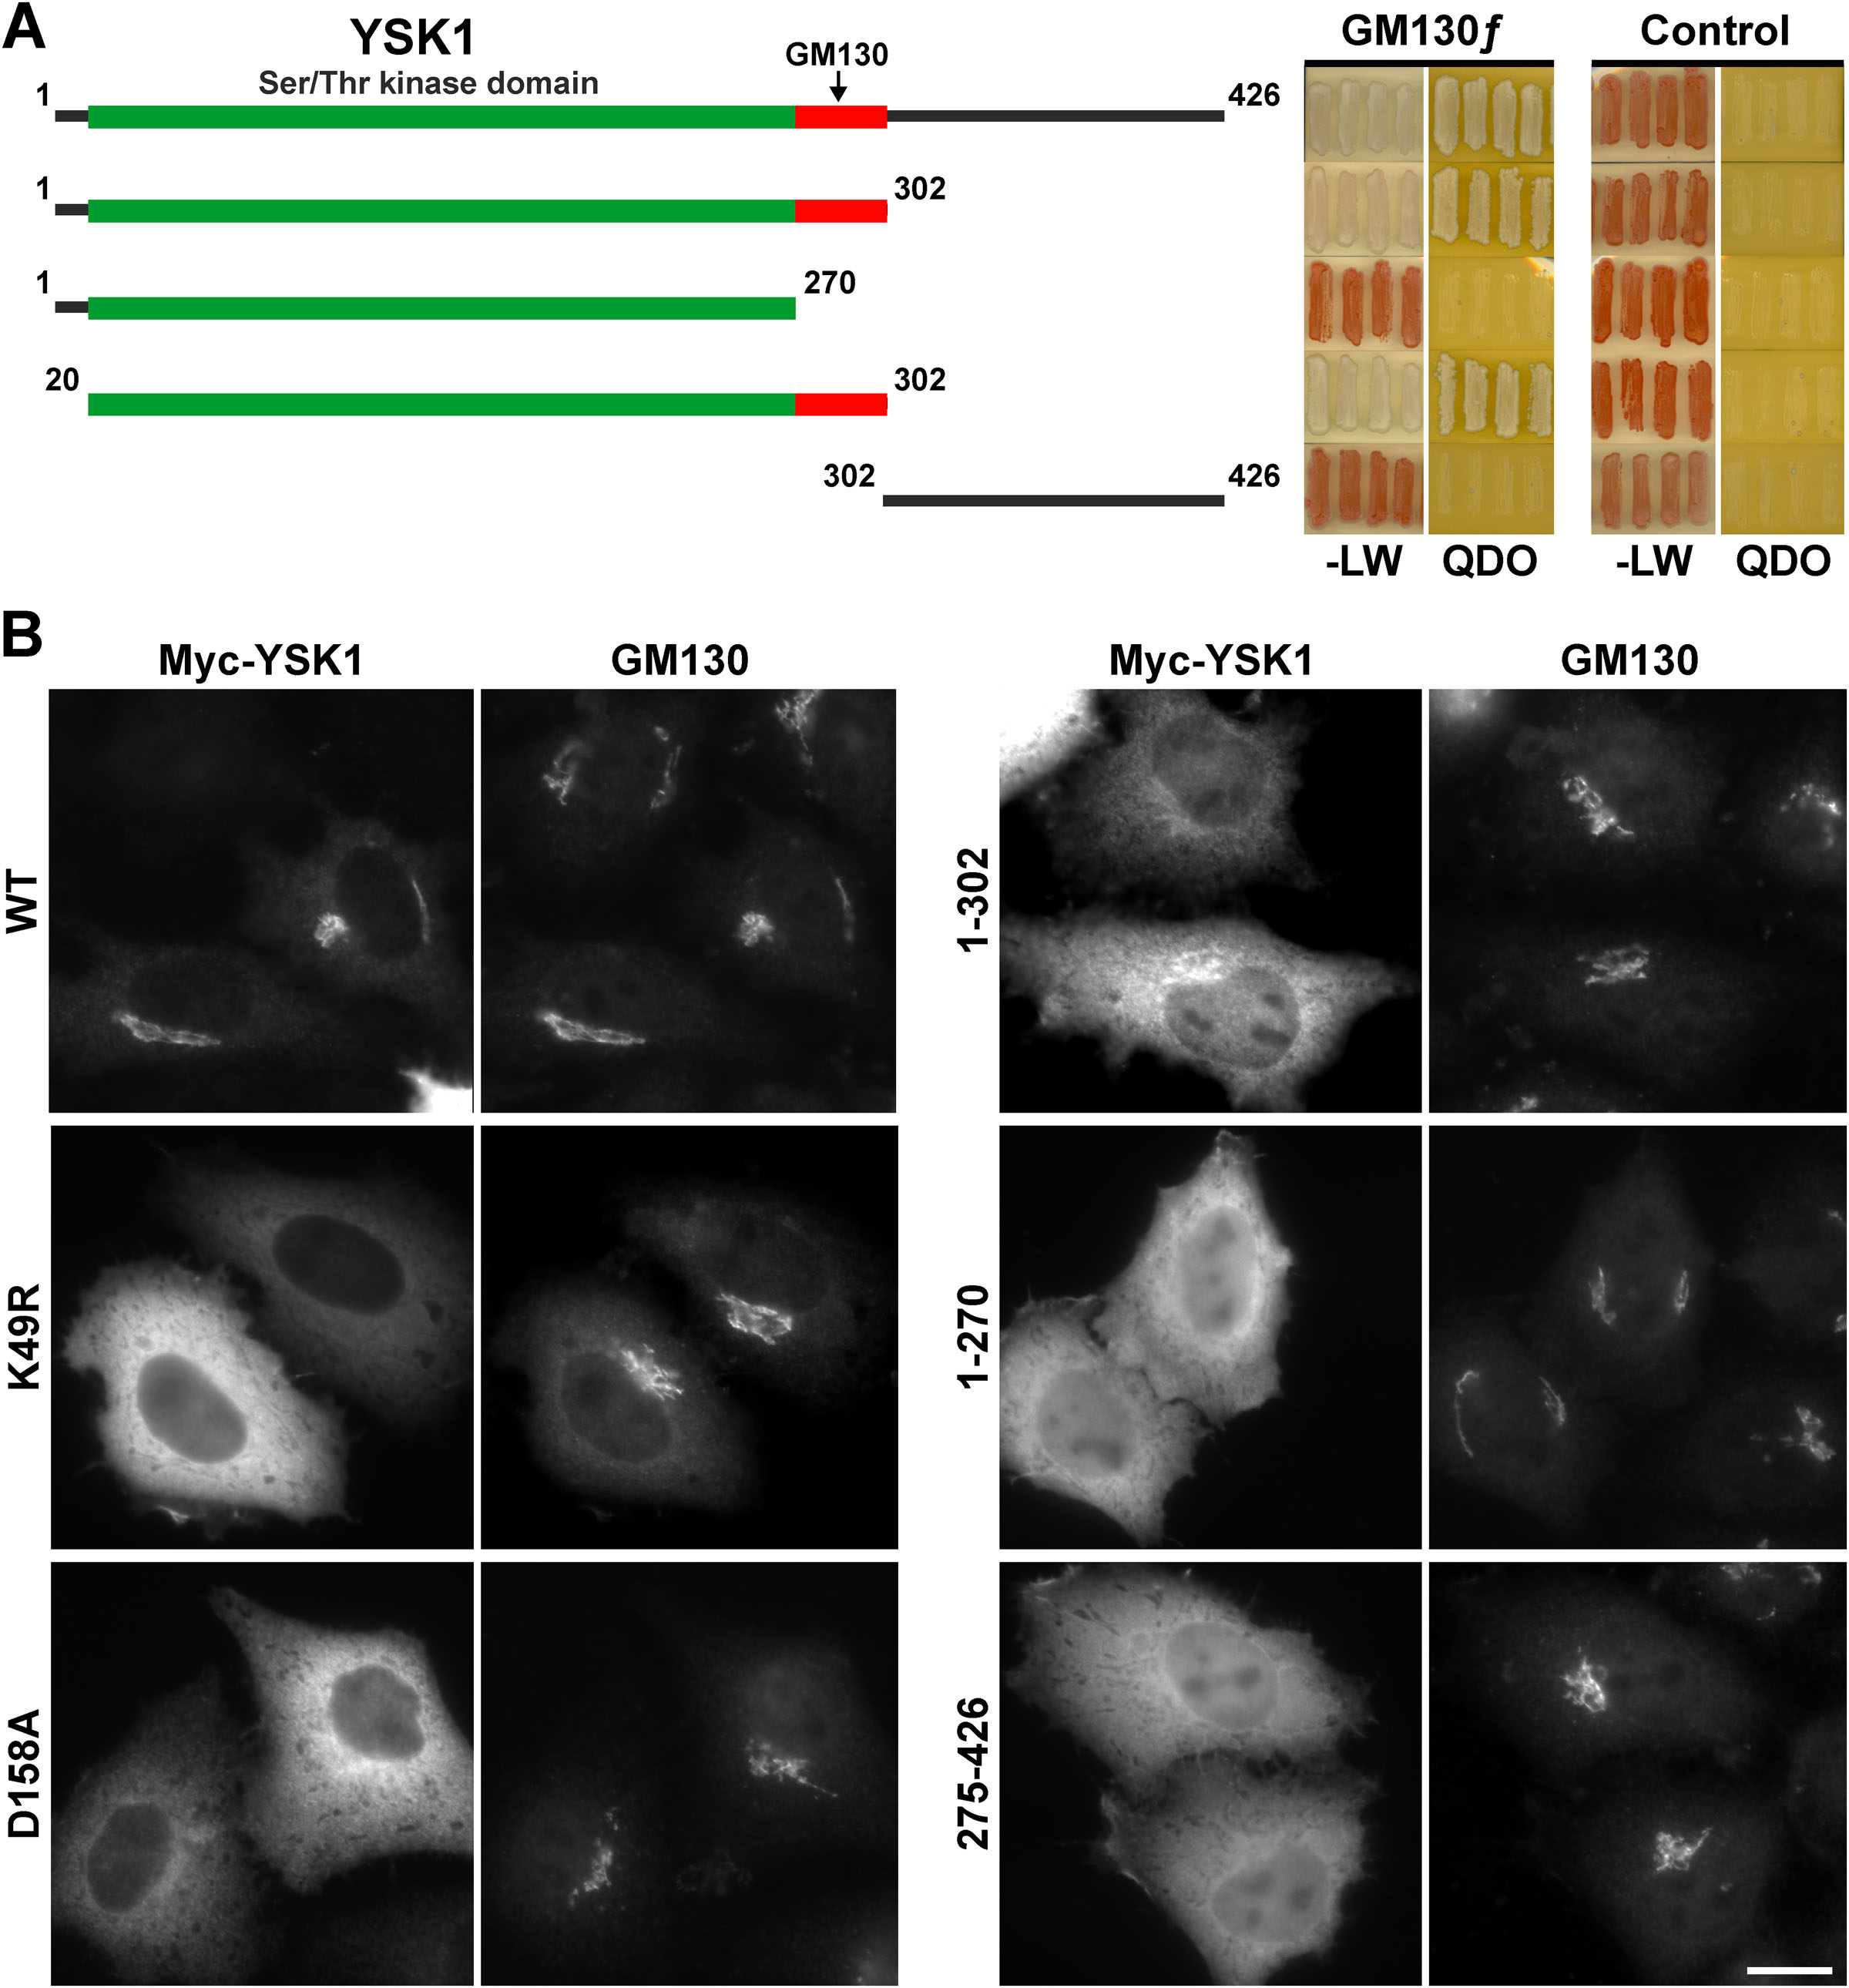 A
YSK1
Ser/Thr kinase domain
GM130
1
426
1
302
1
270
20
302
302
426
GM130f
Control
-LW
QDO
-LW
QDO
B
Myc-YSK1
GM130
Myc-YSK1
GM130
WT
1-302
K49R
1-270
D158A
275-426